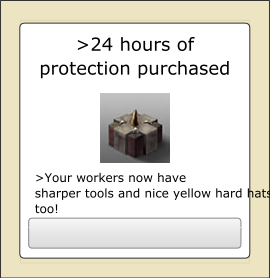 >24 hours of
protection purchased
>Your workers now have
sharper tools and nice yellow hard hats
too!